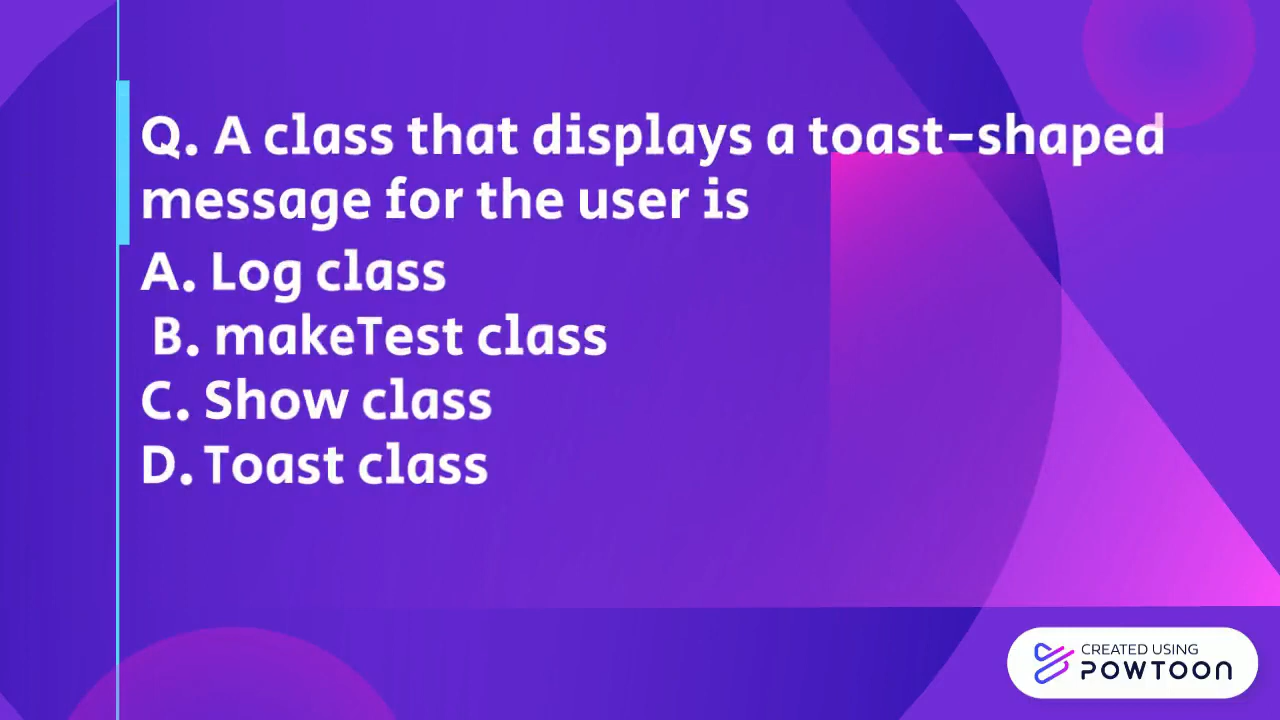 Q. A class that displays a toast-shaped
message for the user is
A. Log class
B. makeTest class
C. Show class
D. Toast class
CREATED USING
POWTOON